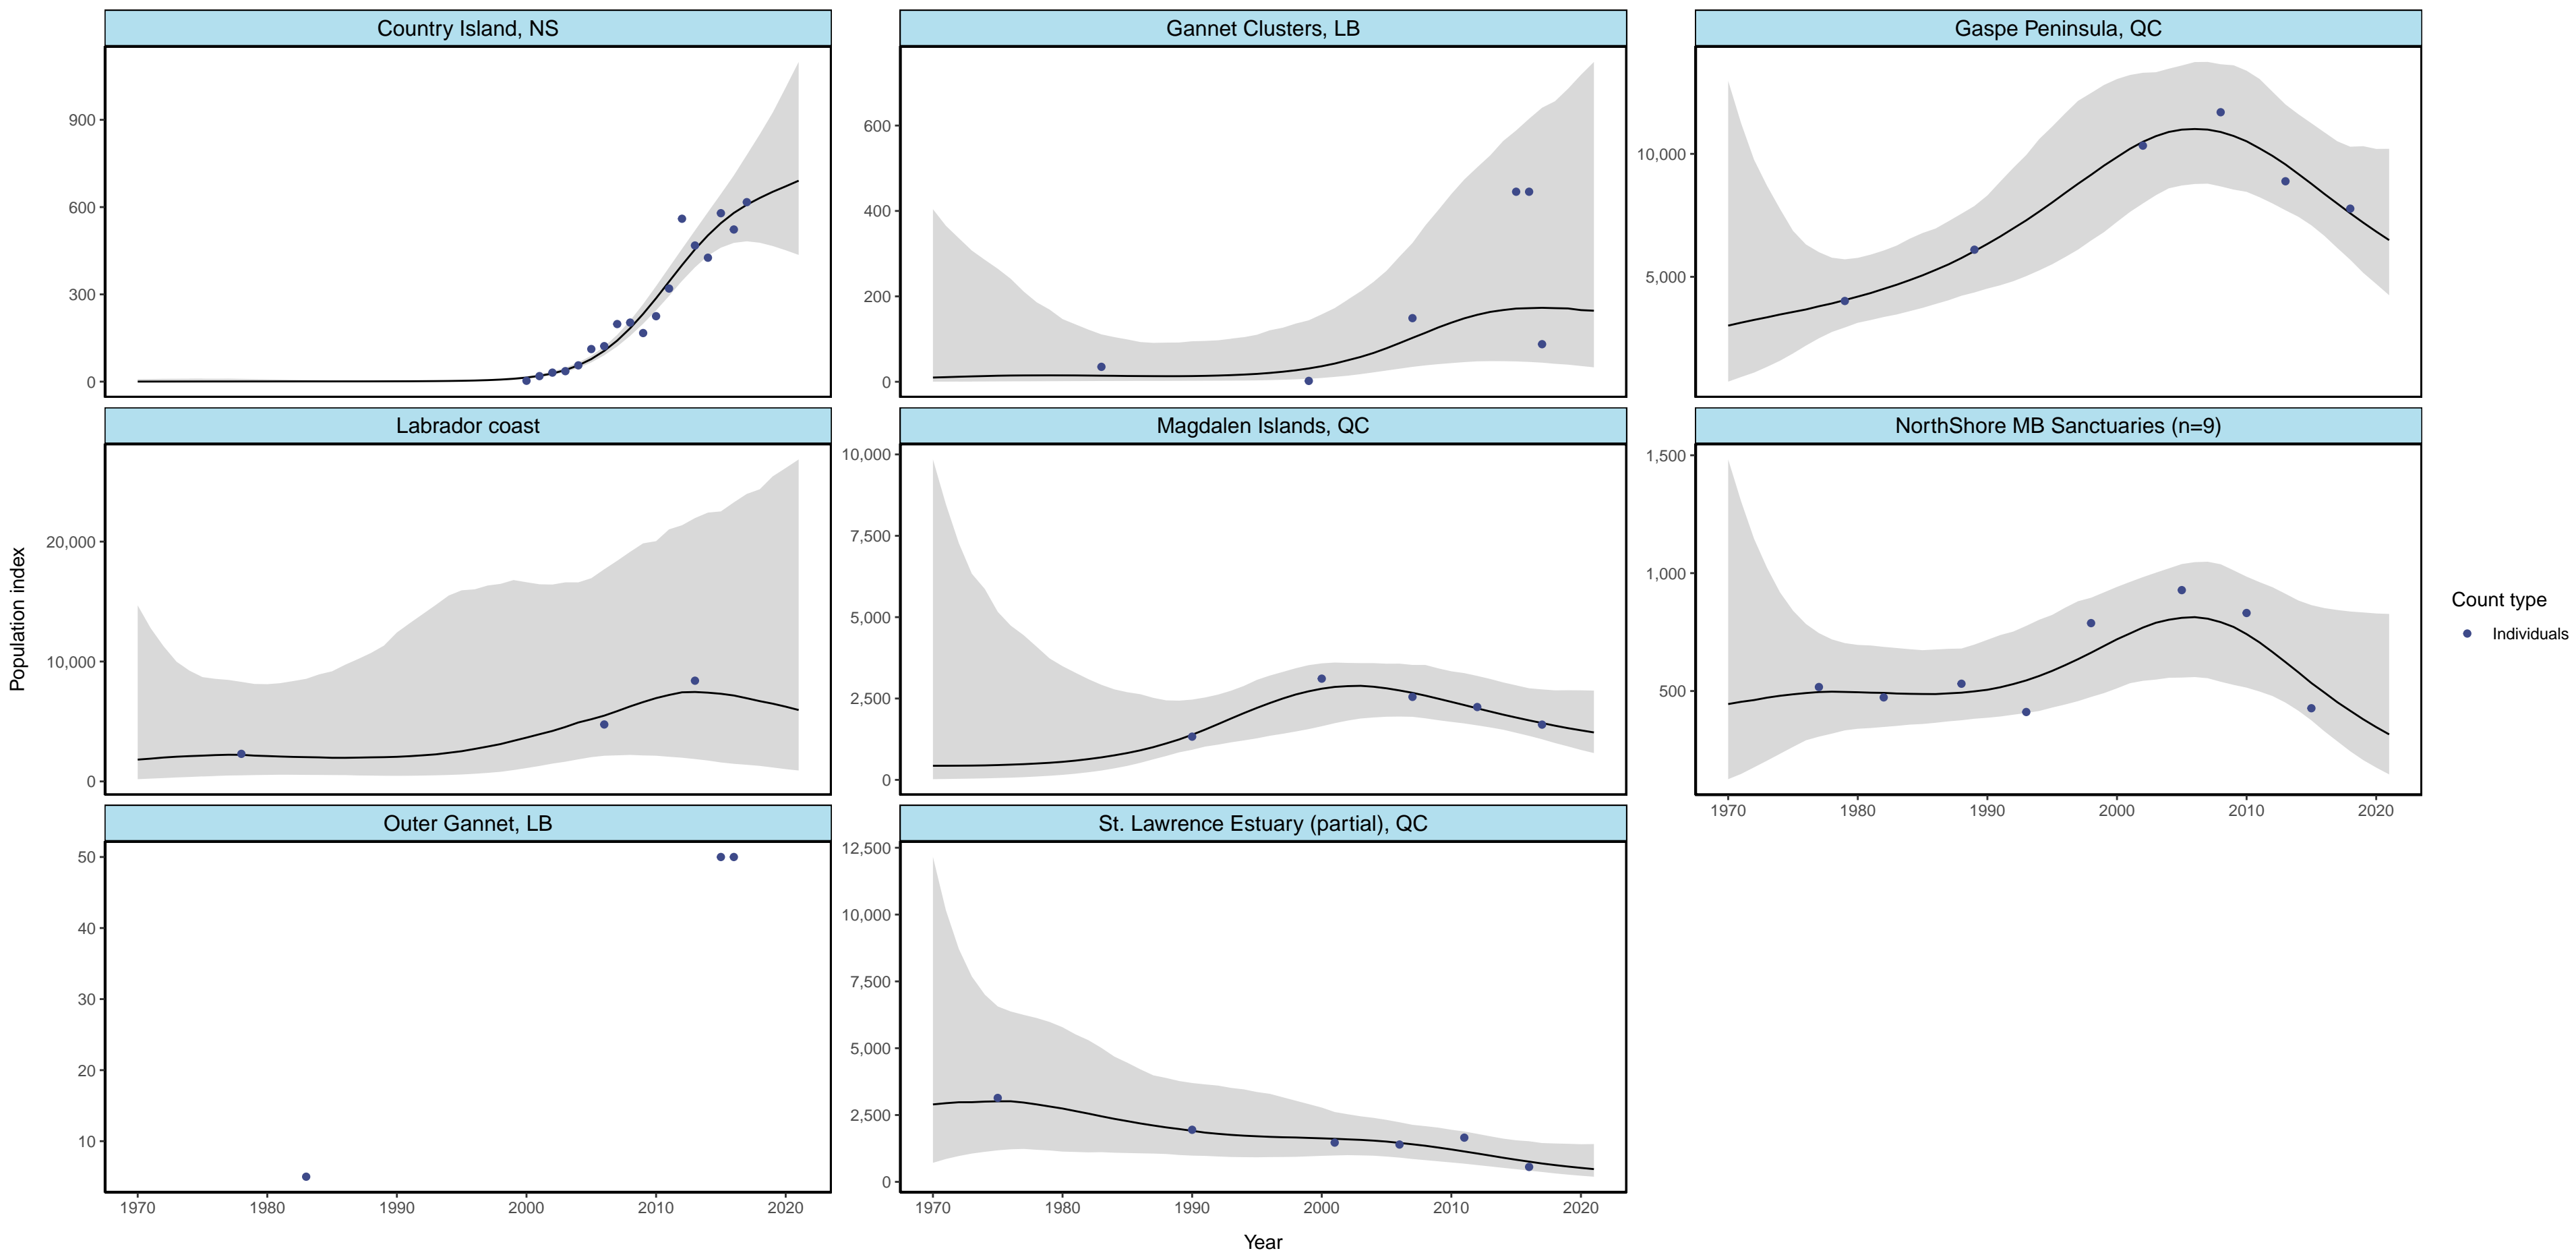 Country Island, NS
Gannet Clusters, LB
Gaspe Peninsula, QC
900
600
300
0
600
400
200
0
10,000
5,000
Labrador coast
Magdalen Islands, QC
NorthShore MB Sanctuaries (n=9)
20,000
10,000
0
10,000
7,500
5,000
2,500
0
1,500
1,000
500
1970 1980 1990 2000 2010 2020
Population index
Count type
Individuals
Outer Gannet, LB
St. Lawrence Estuary (partial), QC
50
40
30
20
10
12,500
10,000
7,500
5,000
2,500
0
1970 1980 1990 2000 2010 2020
1970 1980 1990 2000 2010 2020
Year